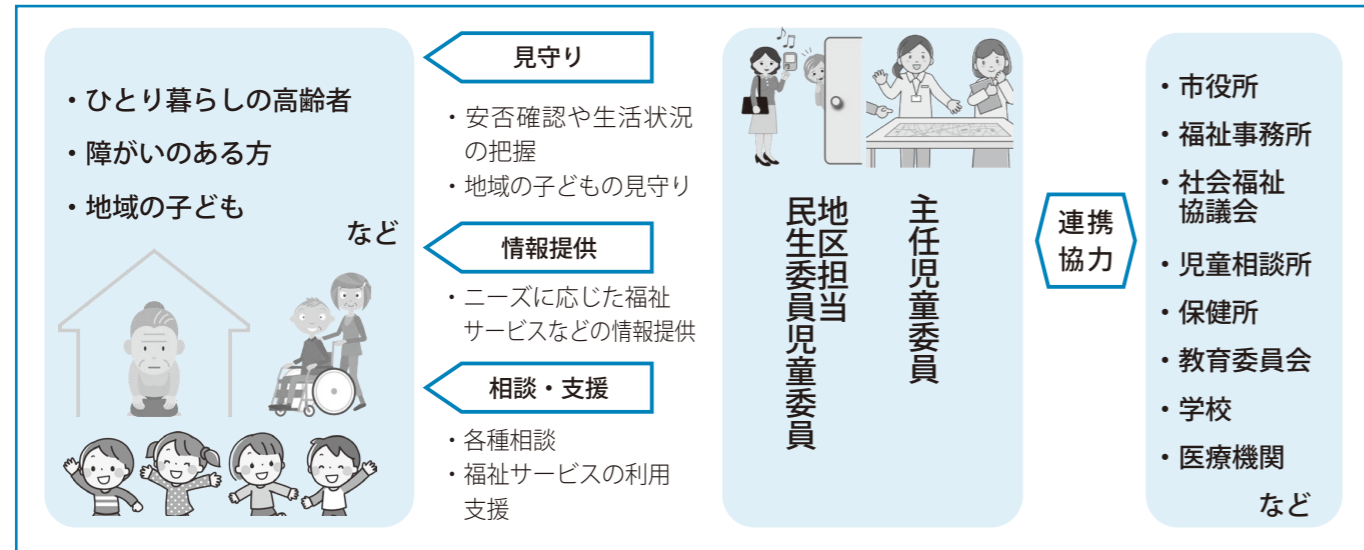 ・ひとり暮らしの高齢者
・障がいのある方
・地域の子ども
など
見守り
・安否確認や生活状況
の把握
・地域の子どもの見守り
情報提供
・ニーズに応じた福祉
サービスなどの情報提供
相談・支援
・各種相談
・福祉サービスの利用
支援
地区担当
民生委員児童委員
主任児童委員
連携
協力
・市役所
・福祉事務所
・社会福祉
協議会
・児童相談所
・保健所
・教育委員会
・学校
・医療機関
など